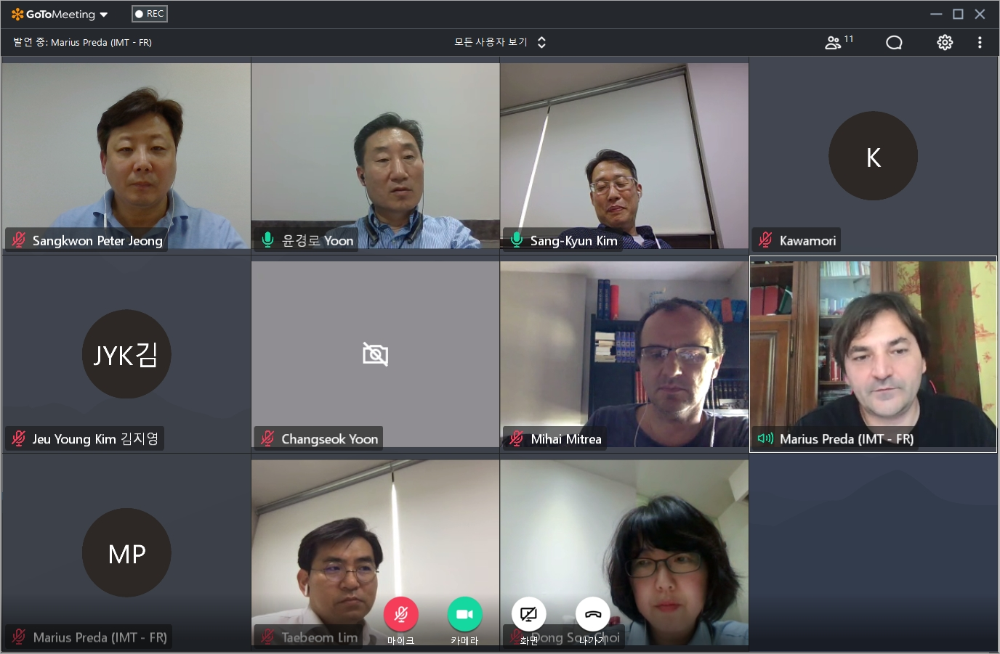 GoToMeeting
REC
발언 중: Marius Preda (IMT - FR)
모든 사용자 보기
11
Sangkwon Peter Jeong
윤경로 Yoon
Sang-Kyun Kim
K
Kawamori
JYK김
Jeu Young Kim 김지영
Changseok Yoon
Mihai Mitrea
Marius Preda (IMT - FR)
MP
Marius Preda (IMT - FR)
Taebeom Lim
마이크
카메라
화면
나가기
Dong Soo Choi